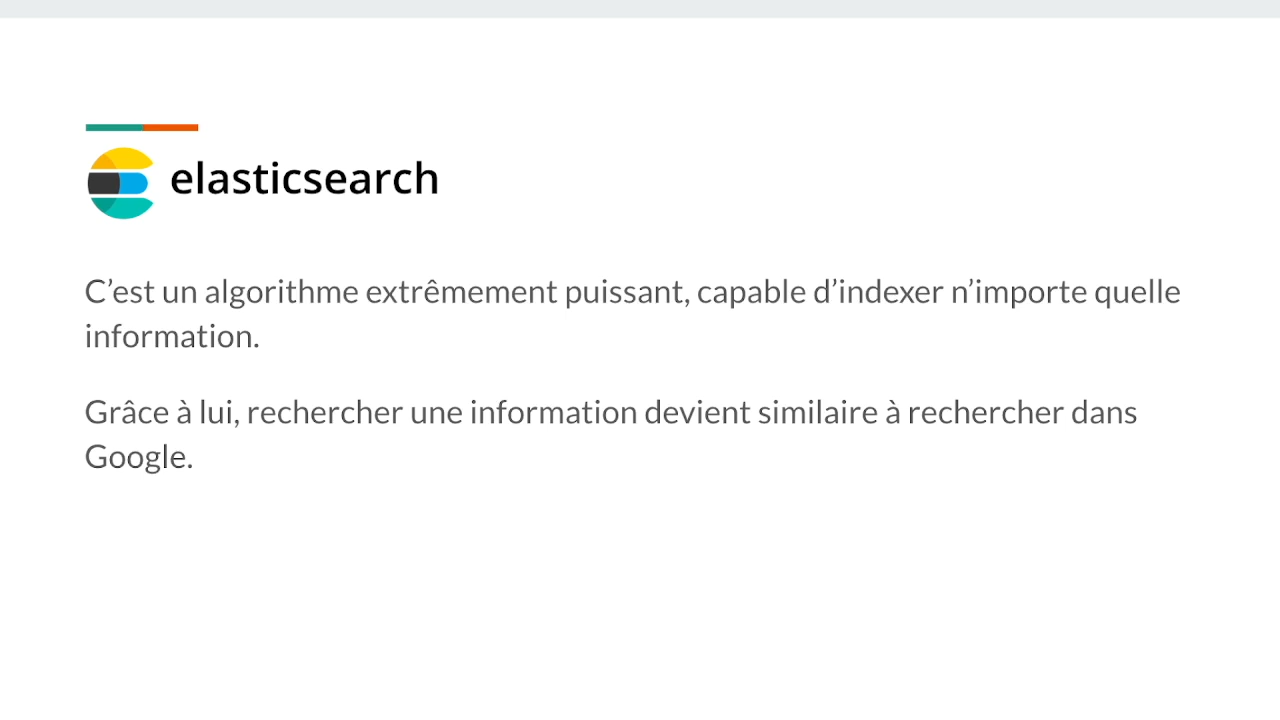 elasticsearch
C’est un algorithme extrêmement puissant, capable d’indexer n’importe quelle
information.
Grâce à lui, rechercher une information devient similaire à rechercher dans
Google.